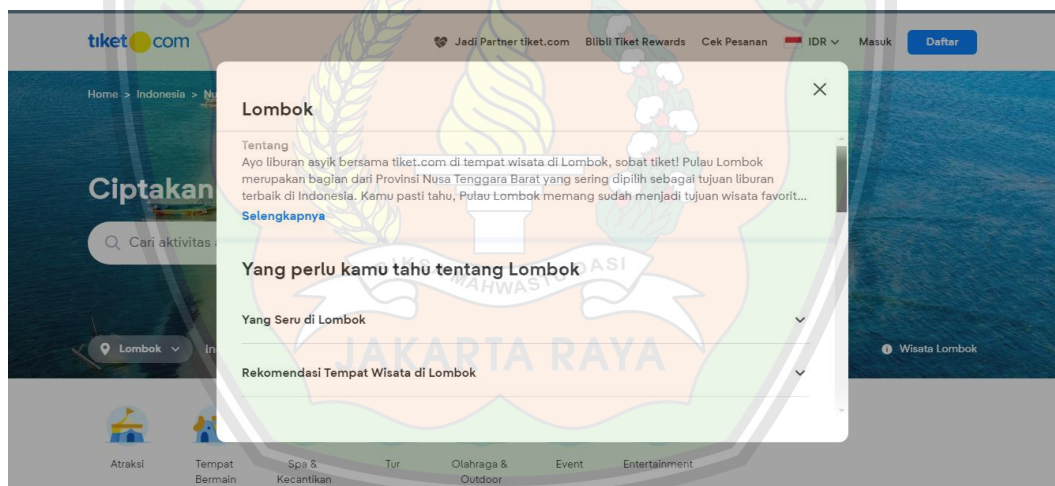 tiket com
Jadi Partner tiket.com Blibli Tiket Rewards Cek Pesanan IDR Masuk Daftar
Home > Indonesia > Nu
Lombok
Tentang
Ayo liburan asyik bersama tiket.com di tempat wisata di Lombok, sobat tiket! Pulau Lombok
merupakan bagian dari Provinsi Nusa Tenggara Barat yang sering dipilih sebagai tujuan liburan
terbaik di Indonesia. Kamu pasti tahu, Pulau Lombok memang sudah menjadi tujuan wisata favorit...
Selengkapnya
Ciptakan
Cari aktivitas
Yang perlu kamu tahu tentang Lombok
MAHWASTU
DASI
Yang Seru di Lombok
Lombok
In
Wisata Lombok
JAKARTA RAYA
Rekomendasi Tempat Wisata di Lombok
Atraksi
Tempat
Bermain
Spa &
Kecantikan
Tur
Olahraga &
Outdoor
Event
Entertainment